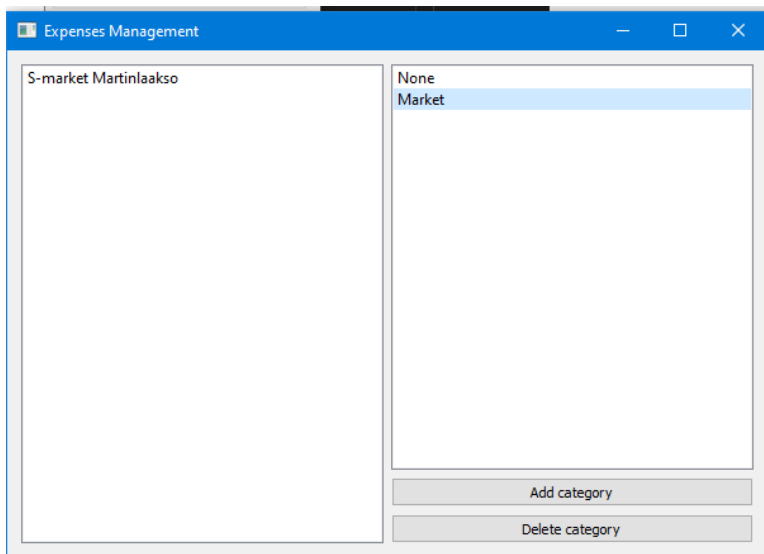 Expenses Management
S-market Martinlaakso
None
Market
Add category
Delete category